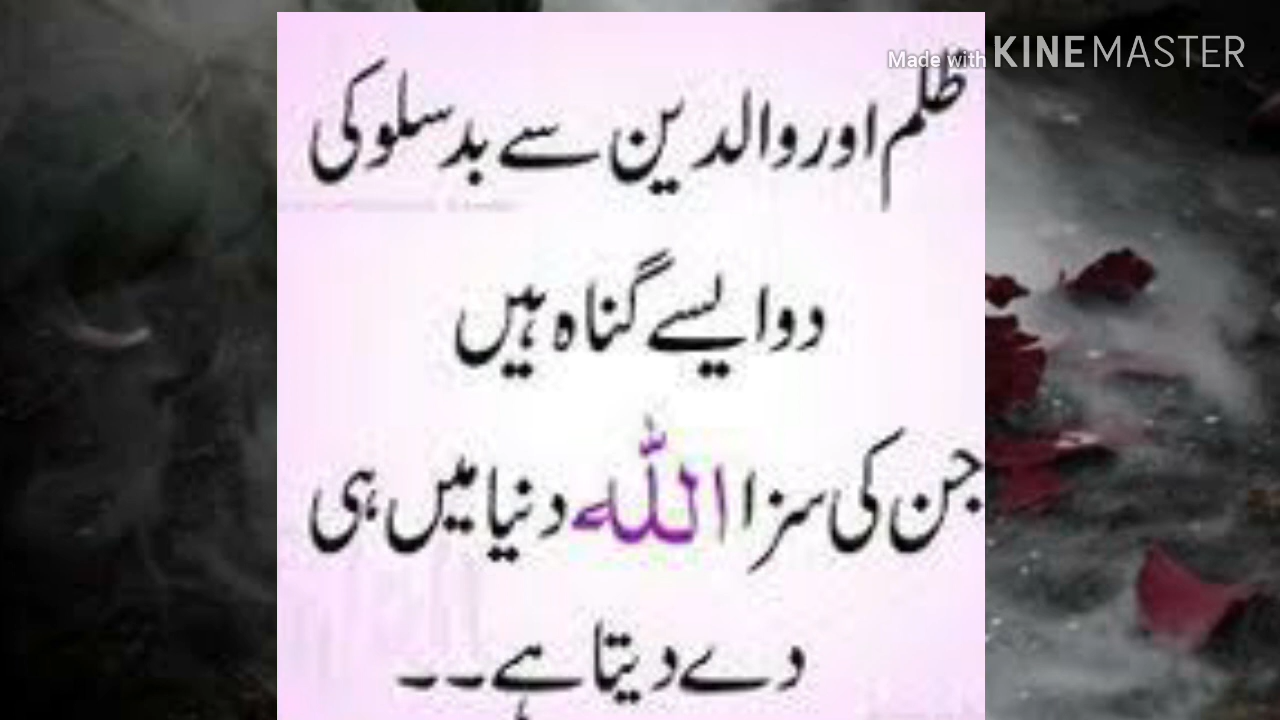 Made with KINEMASTER
ظلم اور والدین سے بدسلوکی
دو ایسے گناہ ہیں
جن کی سزا اللہ دنیا میں ہی
دے دیتا ہے۔۔